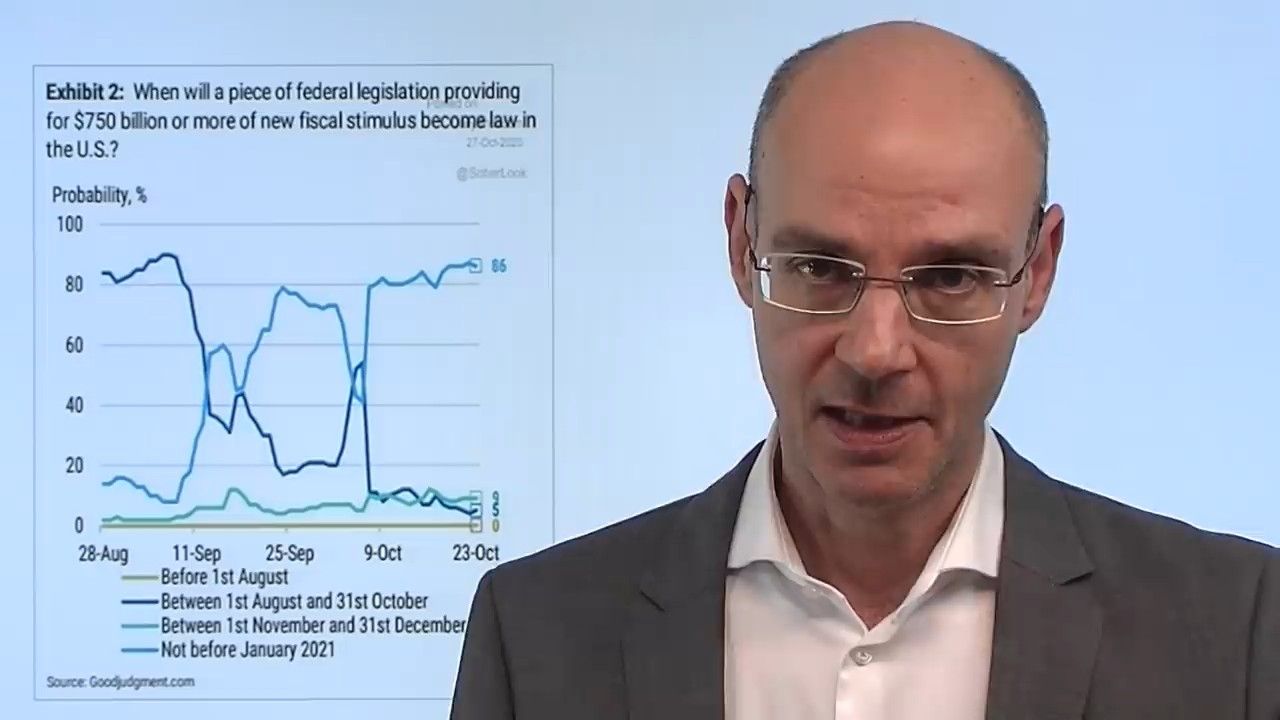 Exhibit 2: When will a piece of federal legislation providing
for $750 billion or more of new fiscal stimulus become law in
the U.S.?
Posted on
27-Oct-2020
@SoberLook
Probability, %
100
80
60
40
20
0
86
9
5
0
28-Aug 11-Sep 25-Sep 9-Oct 23-Oct
Before 1st August
Between 1st August and 31st October
Between 1st November and 31st December
Not before January 2021
Source: Goodjudgment.com